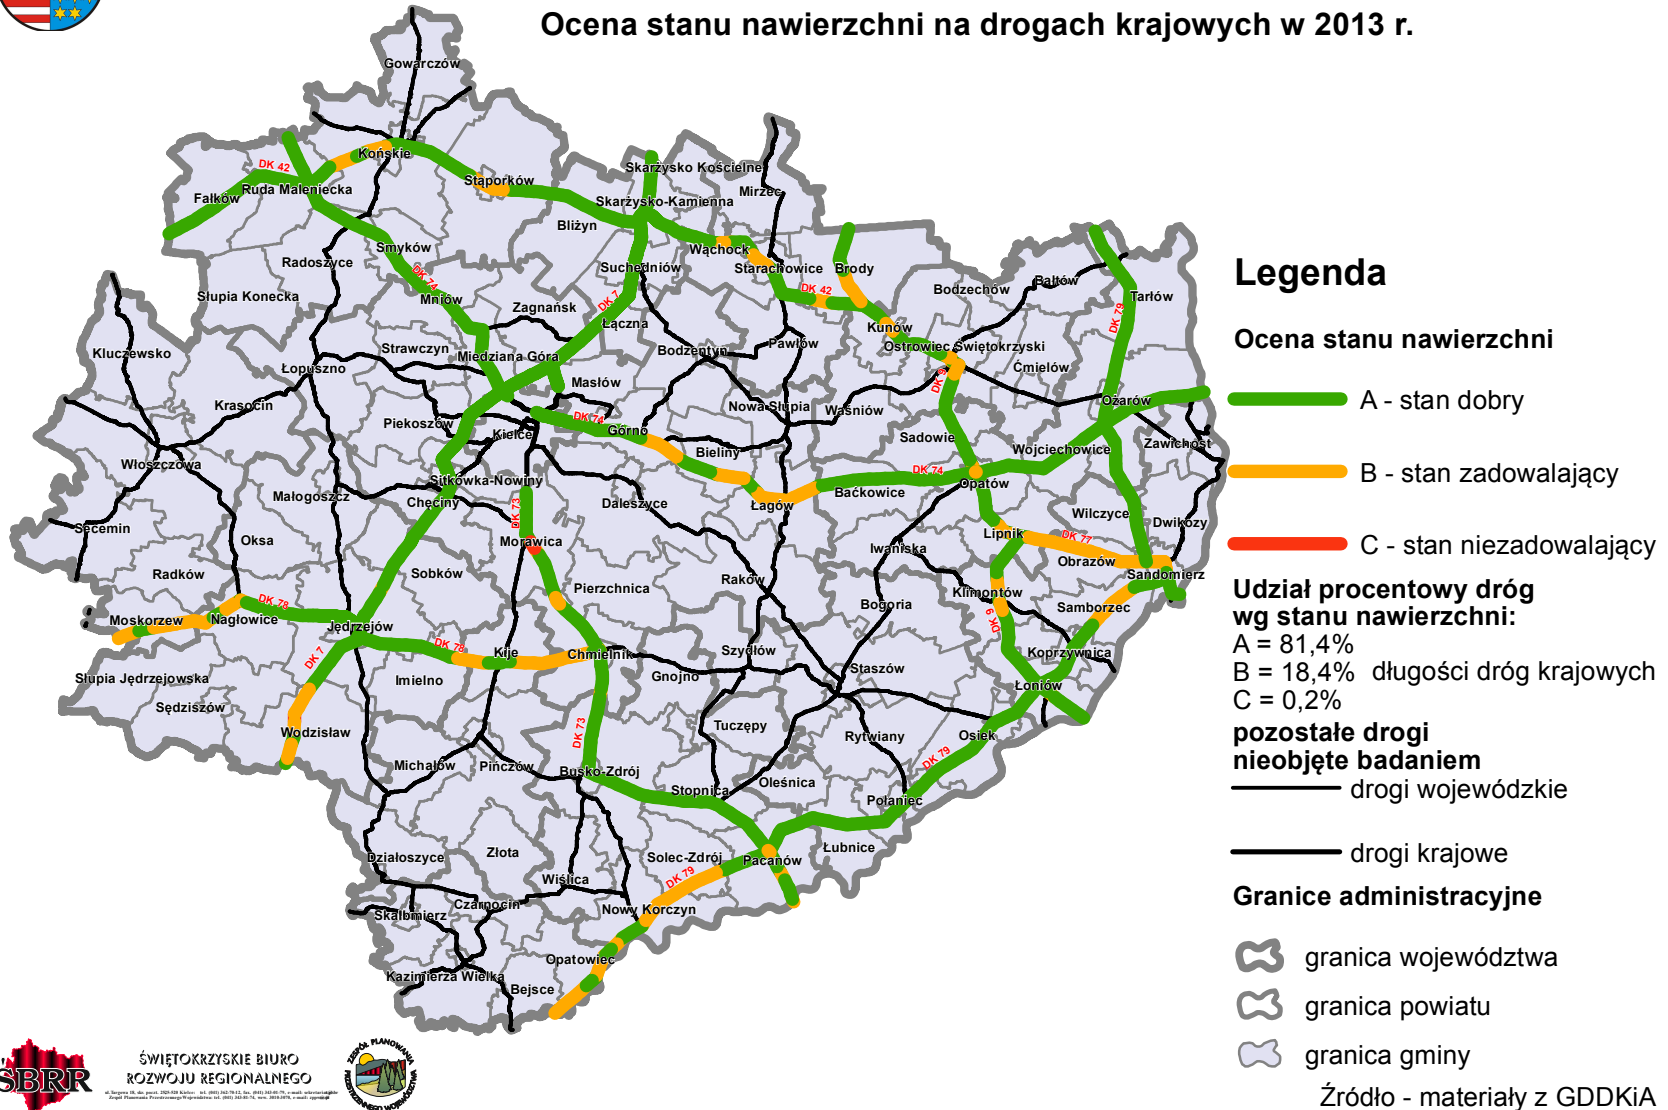 Ocena stanu nawierzchni na drogach krajowych w 2013 r.
Gowarczów
Końskie
DK 42
Ruda Maleniecka
Fałków
Stąporków
Skarżysko Kościelne
Mirzec
Skarżysko-Kamienna
Bliżyn
Smyków
Radoszyce
Wąchock
Starachowice
Brody
Suchedniów
DK 74
Słupia Konecka
Mniów
Zagnańsk
DK 7
Łączna
DK 42
Bodzechów
Bałtów
Tarłów
DK 79
Kunów
Ostrowiec Świętokrzyski
Ćmielów
Kluczewsko
Strawczyn
Miedziana Góra
Bodzentyn
Pawłów
Łopuszno
Masłów
DK 9
Krasocin
Nowa Słupia
Waśniów
Ożarów
Piekoszów
DK 74
Górno
Kielce
Sadowie
Wojciechowice
Zawichost
Bieliny
Włoszczowa
Sitkówka-Nowiny
DK 74
Małogoszcz
Chęciny
Daleszyce
Łagów
Baćkowice
Opatów
DK 73
Wilczyce
Dwikozy
Secemin
Oksa
Morawica
Lipnik
DK 77
Iwaniska
Obrazów
Sandomierz
Radków
Sobków
Pierzchnica
Raków
Klimontów
Samborzec
Bogoria
DK 78
Moskorzew
Nagłowice
Jędrzejów
DK 9
DK 78
Kije
Chmielnik
Szydłów
Koprzywnica
DK 7
Staszów
Słupia Jędrzejowska
Imielno
Gnojno
Łoniów
Sędziszów
Wodzisław
DK 73
Tuczępy
Rytwiany
Osiek
DK 79
Michałów
Pińczów
Busko-Zdrój
Stopnica
Oleśnica
Połaniec
Działoszyce
Złota
Solec-Zdrój
Pacanów
Łubnice
DK 79
Wiślica
Skalbmierz
Czarnocin
Nowy Korczyn
Opatowiec
Kazimierza Wielka
Bejsce
Legenda
Ocena stanu nawierzchni
A - stan dobry
B - stan zadowalający
C - stan niezadowalający
Udział procentowy dróg
wg stanu nawierzchni:
A = 81,4%
B = 18,4% długości dróg krajowych
C = 0,2%
pozostałe drogi
nieobjęte badaniem
drogi wojewódzkie
drogi krajowe
Granice administracyjne
granica województwa
granica powiatu
granica gminy
Źródło - materiały z GDDKiA
ŚBRR
ŚWIĘTOKRZYSKIE BIURO
ROZWOJU REGIONALNEGO
ZESPÓŁ PLANOWANIA
PRZESTRZENNEGO WOJEWÓDZTWA